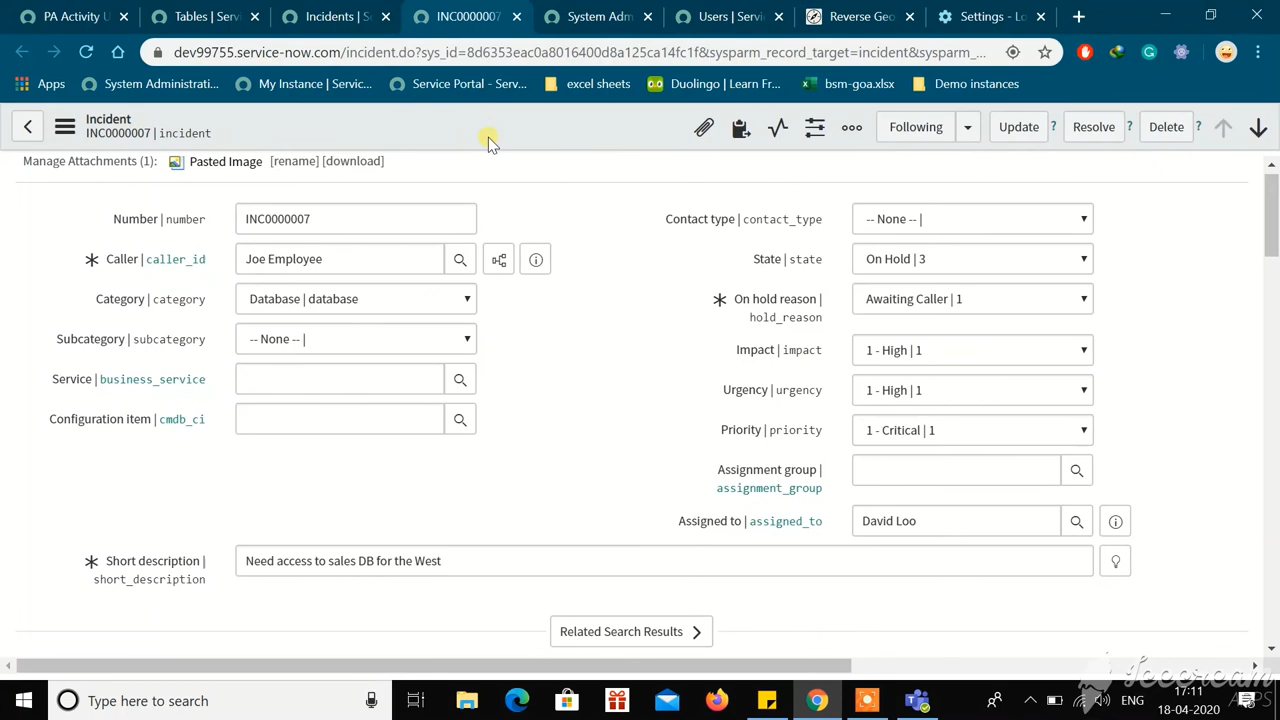 PA Activity U
Tables | Servi
Incidents | Se
INC0000007
System Adm
Users | Servic
Reverse Geo
Settings - Lo
dev99755.service-now.com/incident.do?sys_id=8d6353eac0a8016400d8a125ca14fc1f&sysparm_record_target=incident&sysparm_...
Apps
System Administrati...
My Instance | Servic...
Service Portal - Serv...
excel sheets
Duolingo | Learn Fr...
bsm-goa.xlsx
Demo instances
Incident
INC0000007 | incident
Following
Update ?
Resolve ?
Delete ?
Manage Attachments (1): Pasted Image [rename] [download]
Number | number INC0000007
Contact type | contact_type -- None -- |
Caller | caller_id Joe Employee
State | state On Hold | 3
Category | category Database | database
On hold reason | hold_reason Awaiting Caller | 1
Subcategory | subcategory -- None -- |
Impact | impact 1 - High | 1
Service | business_service
Urgency | urgency 1 - High | 1
Configuration item | cmdb_ci
Priority | priority 1 - Critical | 1
Assignment group | assignment_group
Assigned to | assigned_to David Loo
Short description | short_description Need access to sales DB for the West
Related Search Results
Icecream
APPS
Type here to search
ENG
17:11
18-04-2020